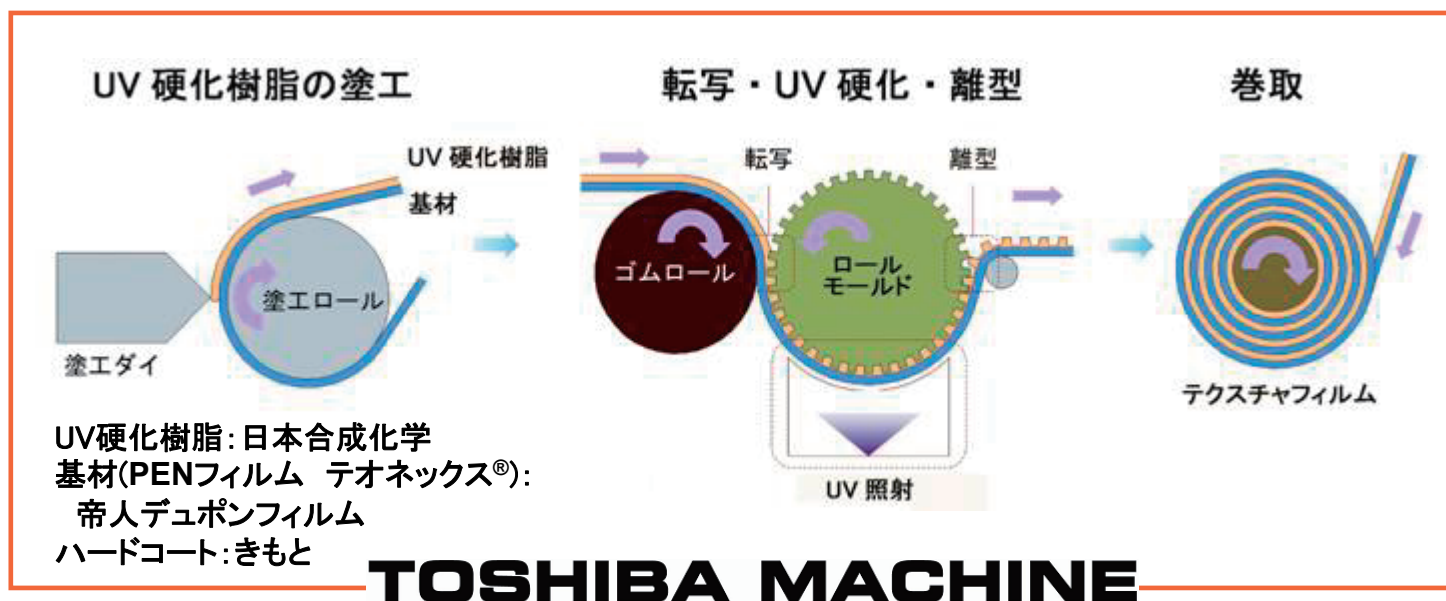 UV 硬化樹脂の塗工
UV 硬化樹脂
基材
塗工ロール
塗工ダイ
転写・UV 硬化・離型
転写
離型
ゴムロール
ロール
モールド
UV 照射
巻取
テクスチャフィルム
UV硬化樹脂:日本合成化学
基材(PENフィルム テオネックス®):
帝人デュポンフィルム
ハードコート:きもと
TOSHIBA MACHINE